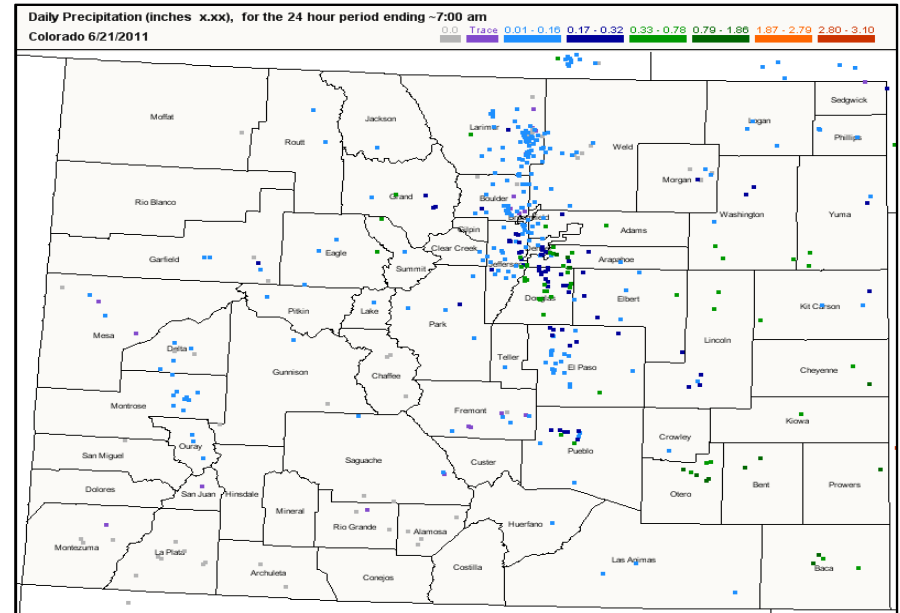 Daily Precipitation (inches x.xx), for the 24 hour period ending ~7:00 am
Colorado 6/21/2011
0.0 Trace 0.01 - 0.16 0.17 - 0.32 0.33 - 0.78 0.79 - 1.86 1.87 - 2.79 2.80 - 3.10
Sedgwick
Moffat
Jackson
Larimer
Logan
Phillips
Routt
Weld
Morgan
Rio Blanco
Grand
Boulder
Washington
Yuma
Broomfield
Gilpin
Adams
Garfield
Eagle
Clear Creek
Arapahoe
Summit
Jefferson
Douglas
Elbert
Kit Carson
Pitkin
Lake
Park
Mesa
Lincoln
Delta
Teller
Gunnison
Chaffee
El Paso
Cheyenne
Montrose
Fremont
Kiowa
Crowley
Ouray
San Miguel
Saguache
Custer
Pueblo
Dolores
San Juan
Hinsdale
Otero
Bent
Prowers
Mineral
Rio Grande
Alamosa
Huerfano
Montezuma
La Plata
Las Animas
Costilla
Baca
Archuleta
Conejos